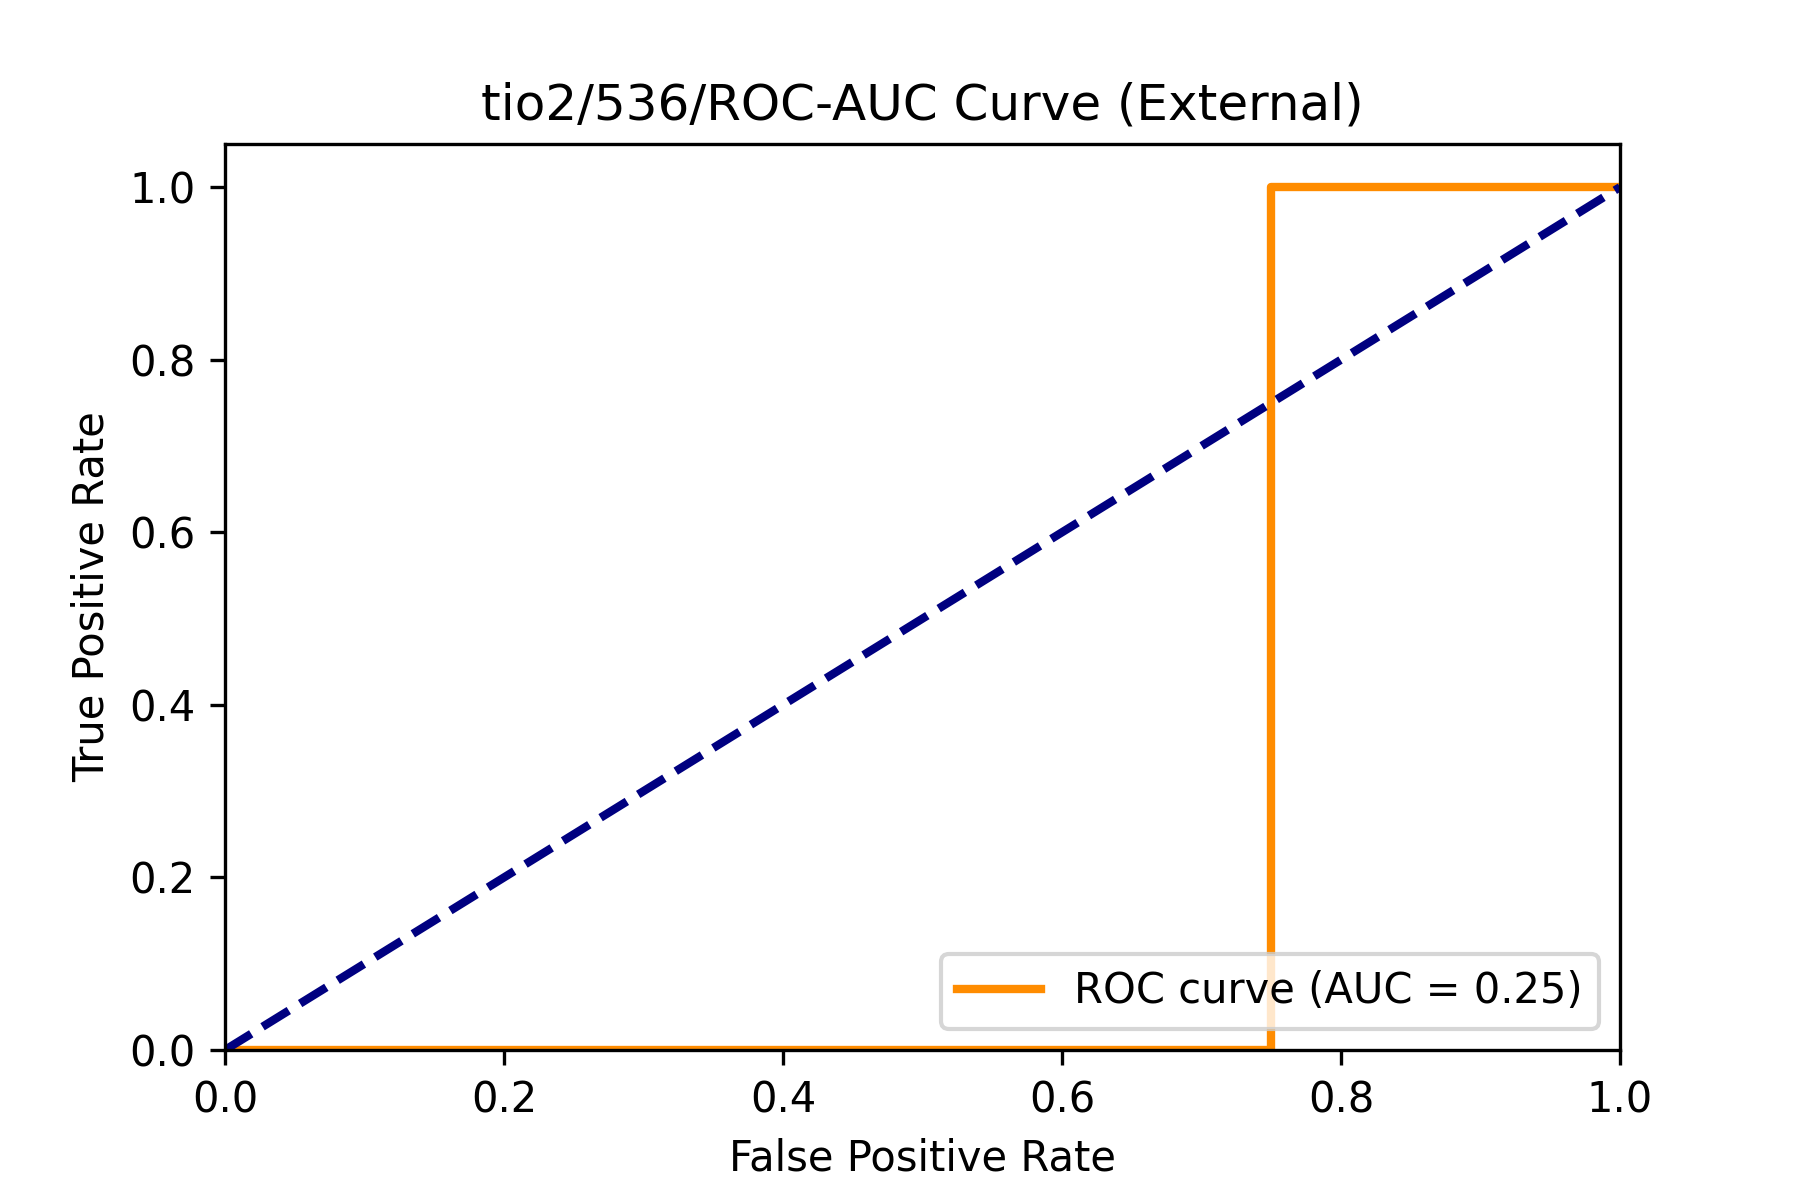 tio2/536/ROC-AUC Curve (External)
1.0
0.8
0.6
0.4
0.2
0.0
True Positive Rate
ROC curve (AUC = 0.25)
0.0 0.2 0.4 0.6 0.8 1.0
False Positive Rate